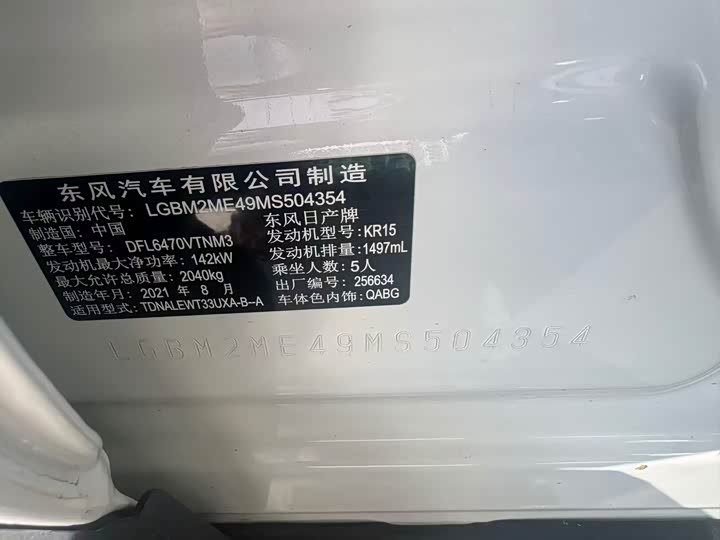 东风汽车有限公司制造
车辆识别代号: LGBM2ME49MS504354
制造国: 中国 东风日产牌
整车型号: DFL6470VTNM3 发动机型号: KR15
发动机最大净功率: 142kW 发动机排量: 1497mL
最大允许总质量: 2040kg 乘坐人数: 5人
制造年月: 2021 年 8 月 出厂编号: 256634
适用型式: TDNALEWT33UXA-B-A 车体色内饰: QABG
LGBM2ME49MS504354